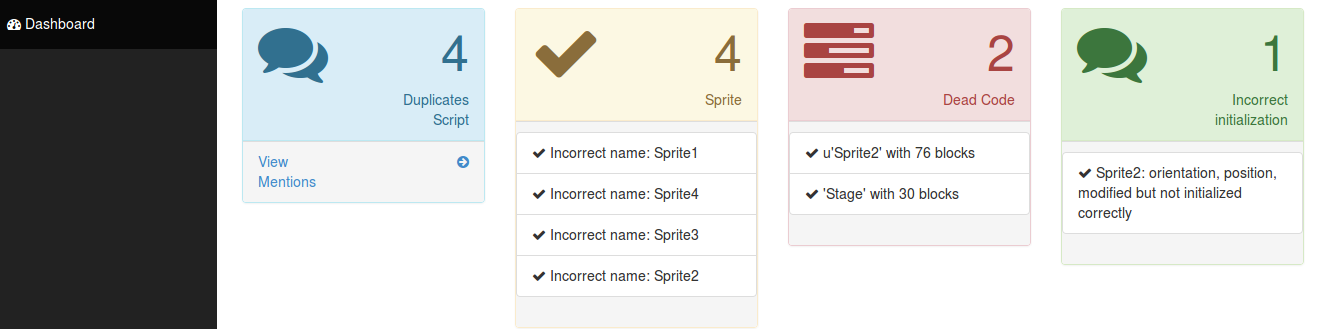 Dashboard
4
Duplicates
Script
View
Mentions
4
Sprite
Incorrect name: Sprite1
Incorrect name: Sprite4
Incorrect name: Sprite3
Incorrect name: Sprite2
2
Dead Code
u'Sprite2' with 76 blocks
'Stage' with 30 blocks
1
Incorrect
initialization
Sprite2: orientation, position,
modified but not initialized
correctly